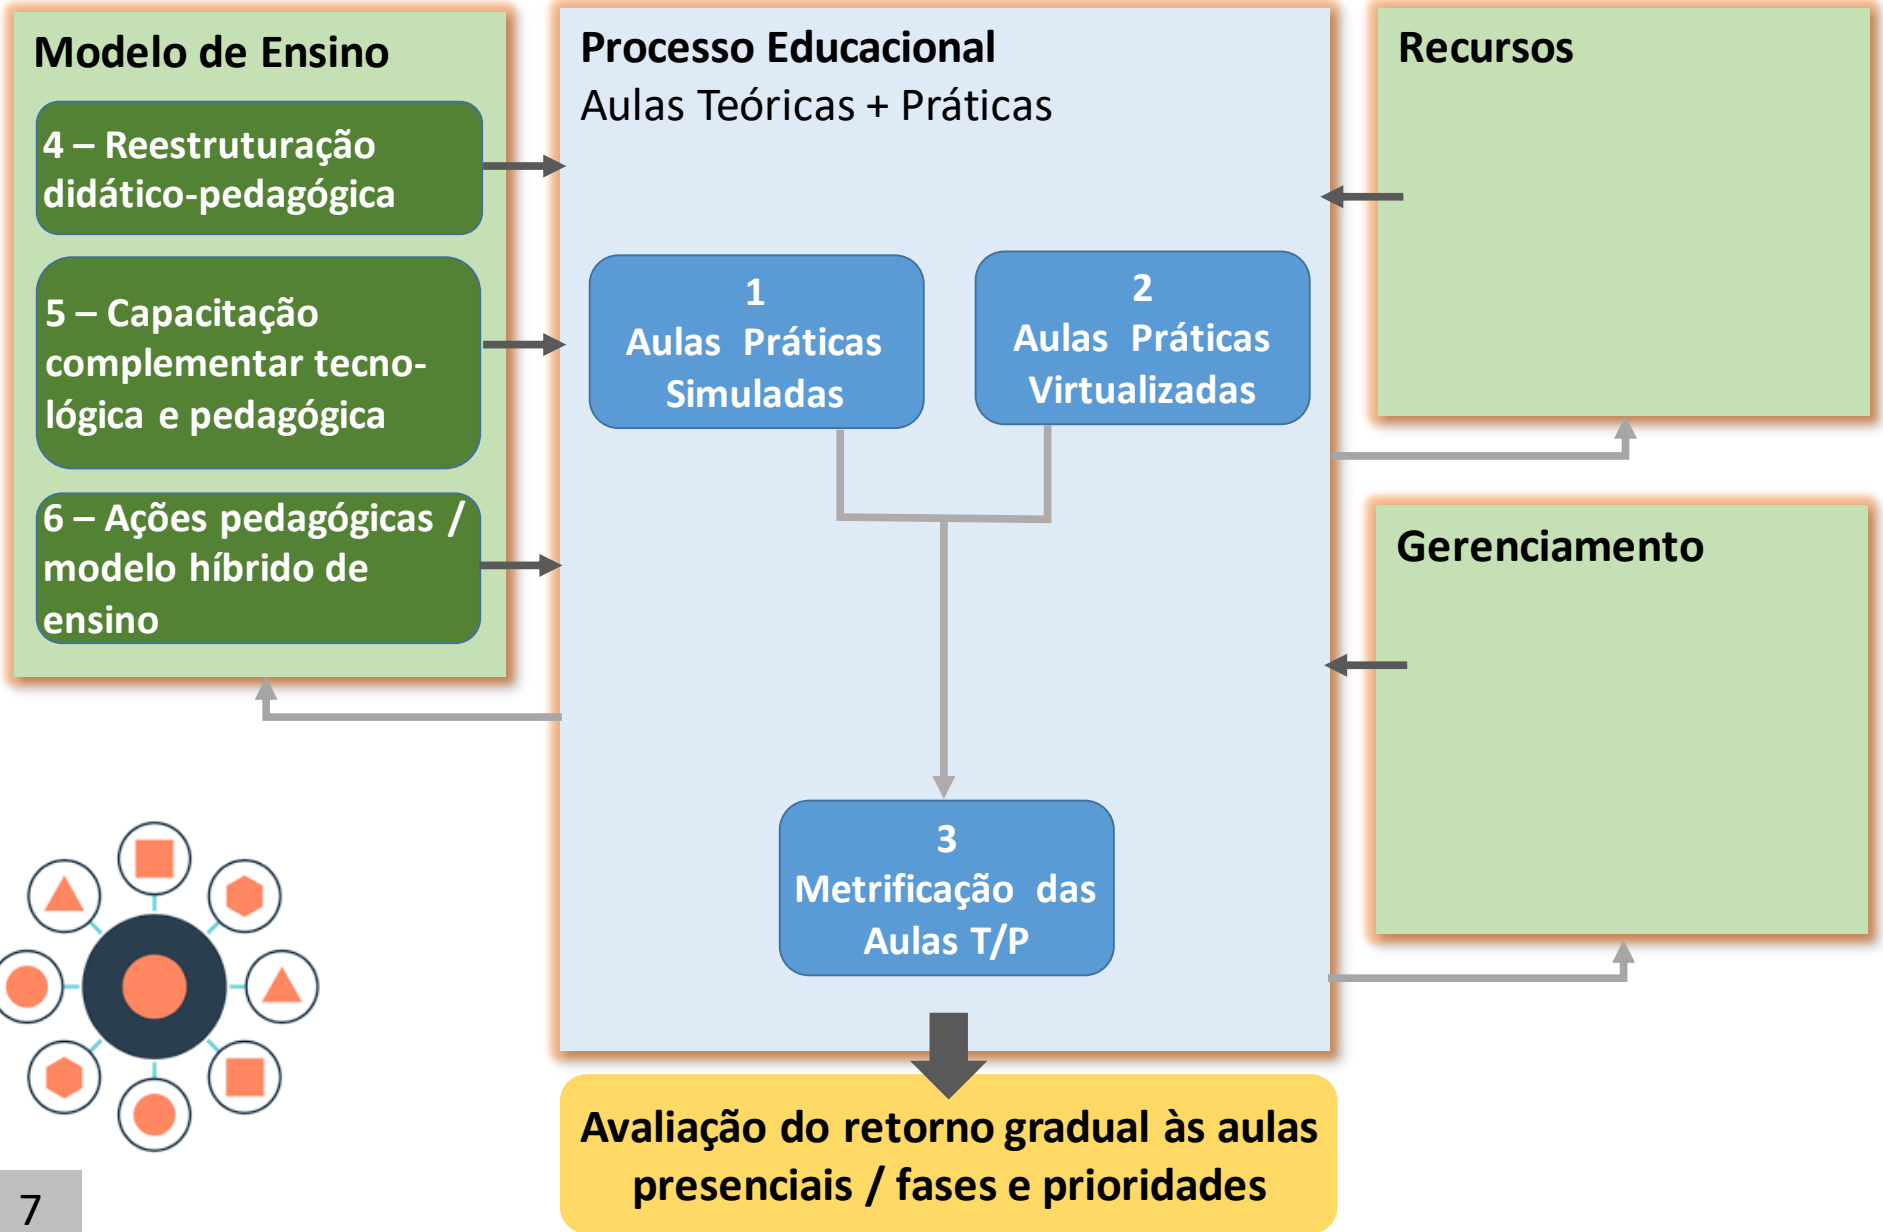 Modelo de Ensino
4 – Reestruturação
didático-pedagógica
5 – Capacitação
complementar tecno-
lógica e pedagógica
6 – Ações pedagógicas /
modelo híbrido de
ensino
Processo Educacional
Aulas Teóricas + Práticas
1
Aulas Práticas
Simuladas
2
Aulas Práticas
Virtualizadas
3
Metrificação das
Aulas T/P
Recursos
Gerenciamento
Avaliação do retorno gradual às aulas
presenciais / fases e prioridades
7